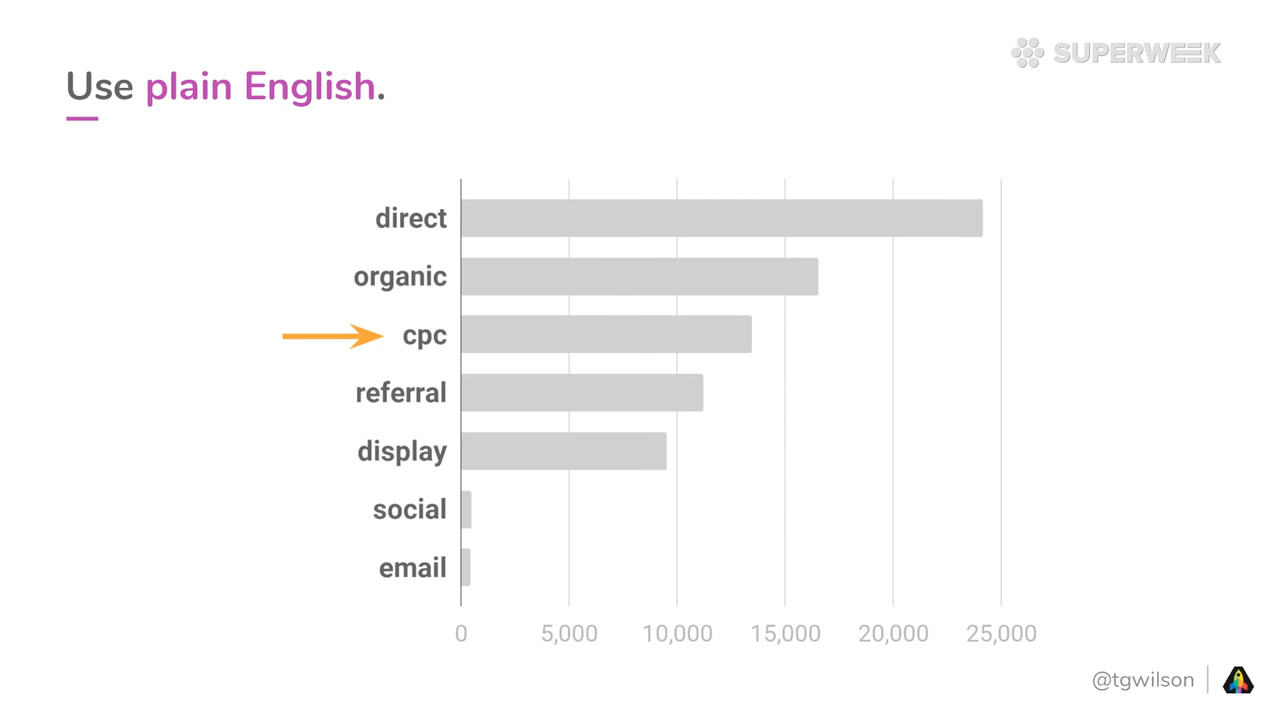 SUPERWEEK
Use plain English.
direct
organic
cpc
referral
display
social
email
0 5,000 10,000 15,000 20,000 25,000
@tgwilson